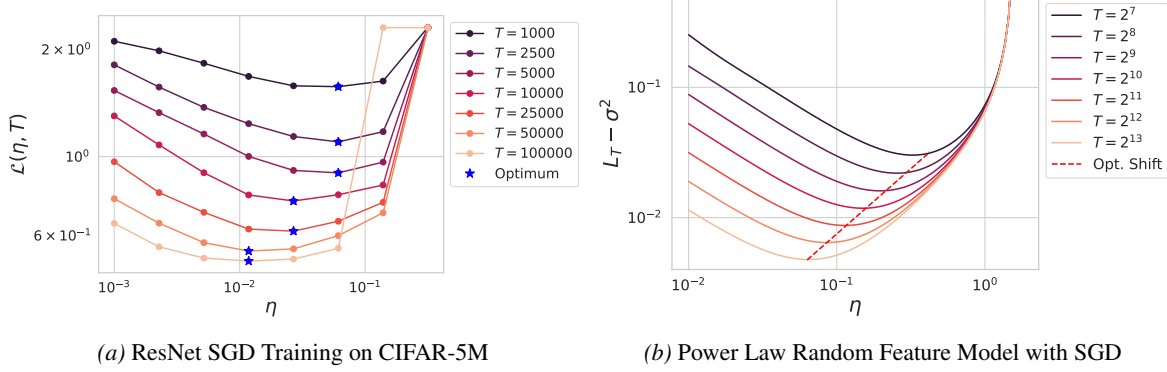 2 × 10⁰
10⁰
6 × 10⁻¹
ℒ(η, T)
10⁻³
10⁻²
10⁻¹
η
T = 1000
T = 2500
T = 5000
T = 10000
T = 25000
T = 50000
T = 100000
Optimum
(a) ResNet SGD Training on CIFAR-5M
10⁻¹
10⁻²
L_T − σ²
10⁻²
10⁻¹
10⁰
η
T = 2⁷
T = 2⁸
T = 2⁹
T = 2¹⁰
T = 2¹¹
T = 2¹²
T = 2¹³
Opt. Shift
(b) Power Law Random Feature Model with SGD